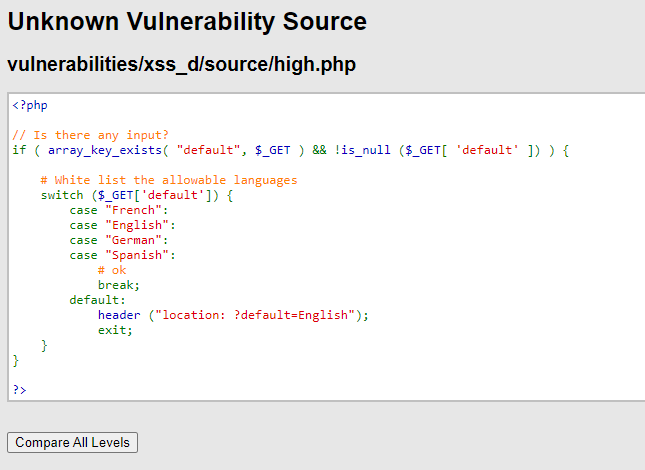 Unknown Vulnerability Source
vulnerabilities/xss_d/source/high.php
<?php
// Is there any input?
if ( array_key_exists( "default", $_GET ) && !is_null ($_GET[ 'default' ]) ) {
# White list the allowable languages
switch ($_GET['default']) {
case "French":
case "English":
case "German":
case "Spanish":
# ok
break;
default:
header ("location: ?default=English");
exit;
}
}
?>
Compare All Levels